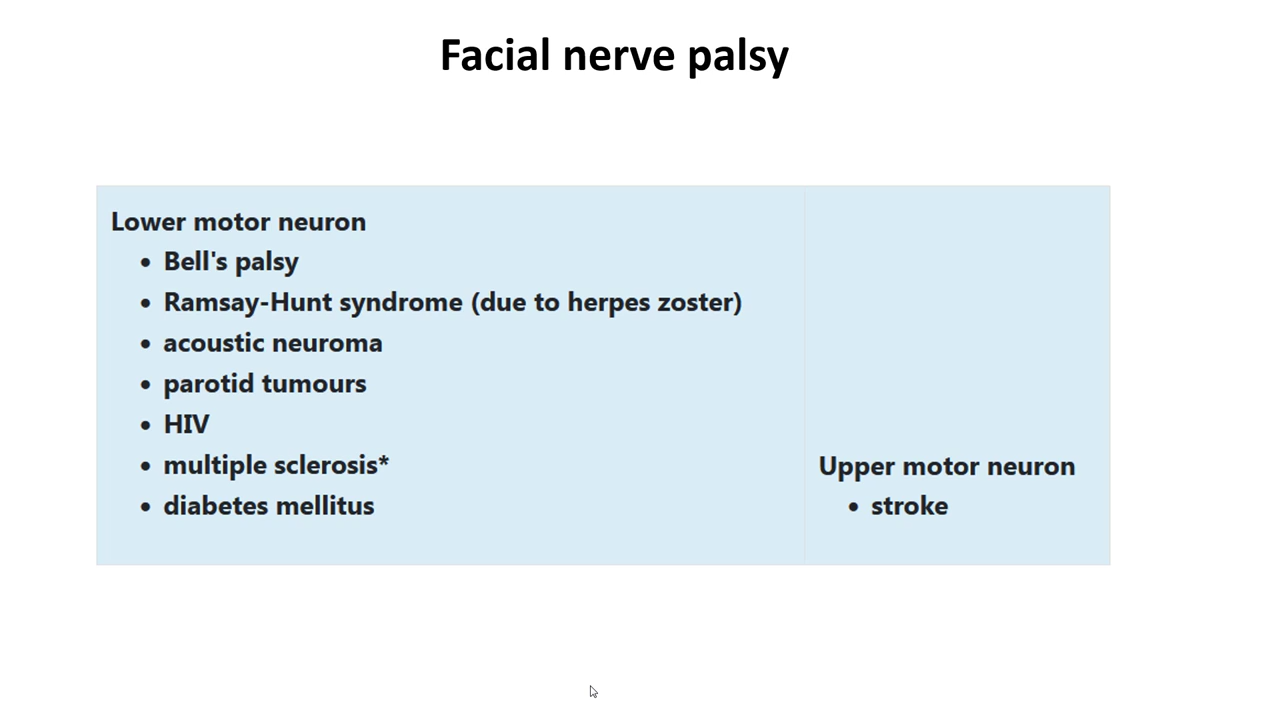 Facial nerve palsy
Lower motor neuron
• Bell's palsy
• Ramsay-Hunt syndrome (due to herpes zoster)
• acoustic neuroma
• parotid tumours
• HIV
• multiple sclerosis*
• diabetes mellitus
Upper motor neuron
• stroke